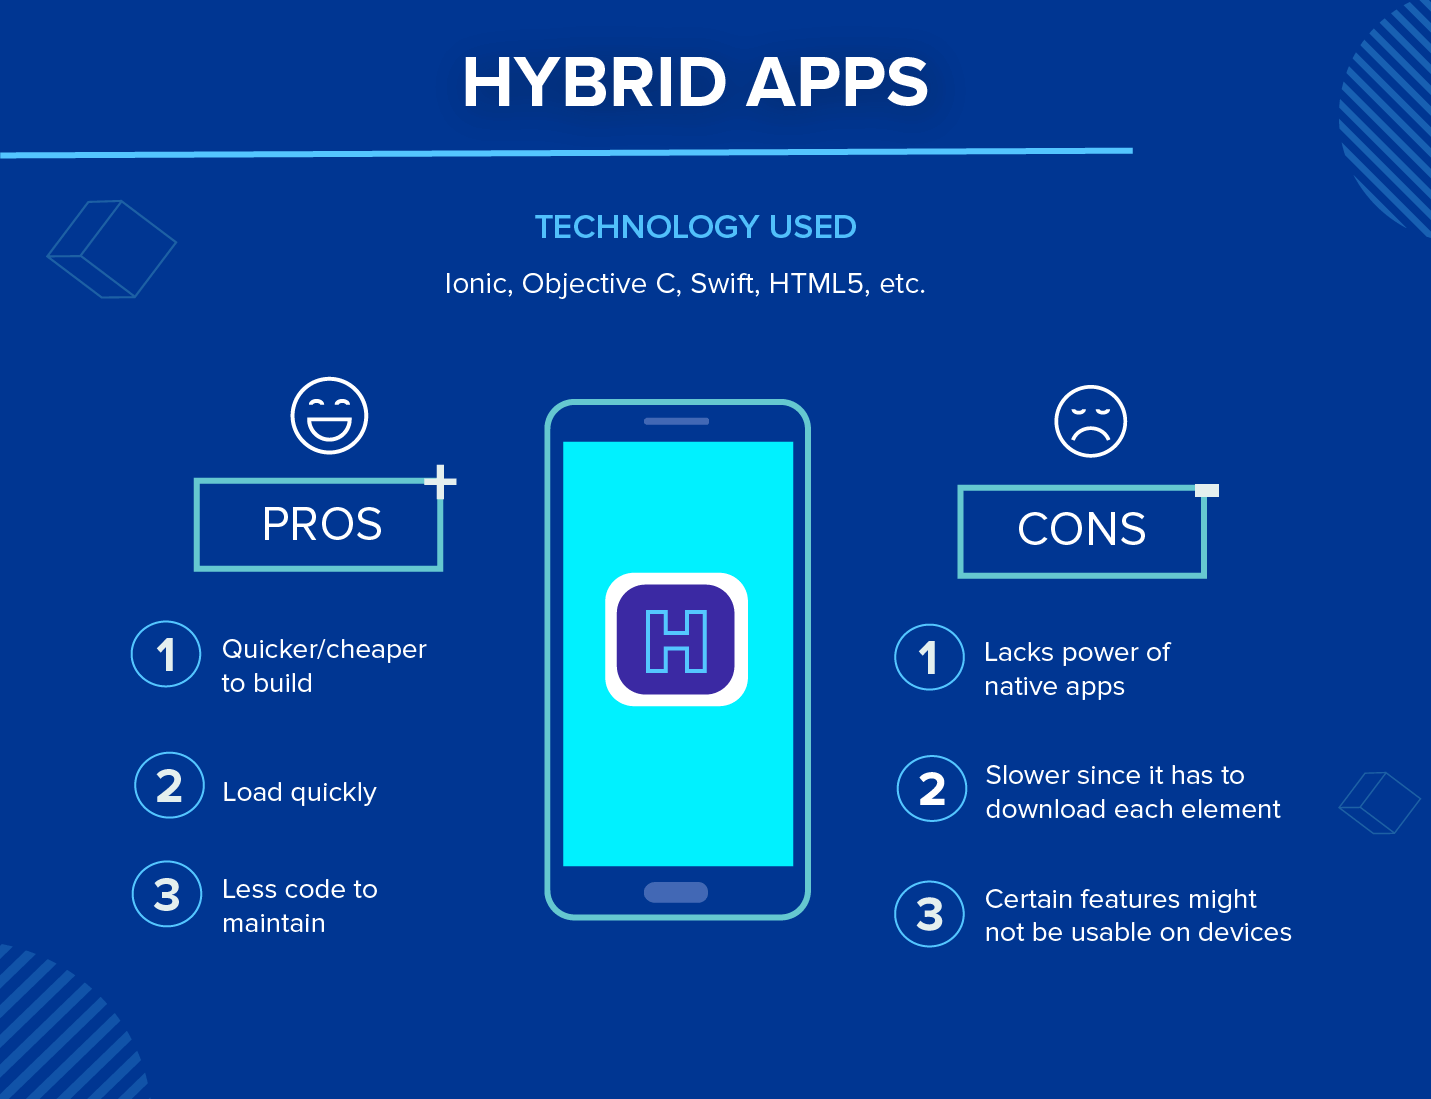 HYBRID APPS
TECHNOLOGY USED
Ionic, Objective C, Swift, HTML5, etc.
PROS
1
Quicker/cheaper
to build
2
Load quickly
3
Less code to
maintain
H
CONS
1
Lacks power of
native apps
2
Slower since it has to
download each element
3
Certain features might
not be usable on devices